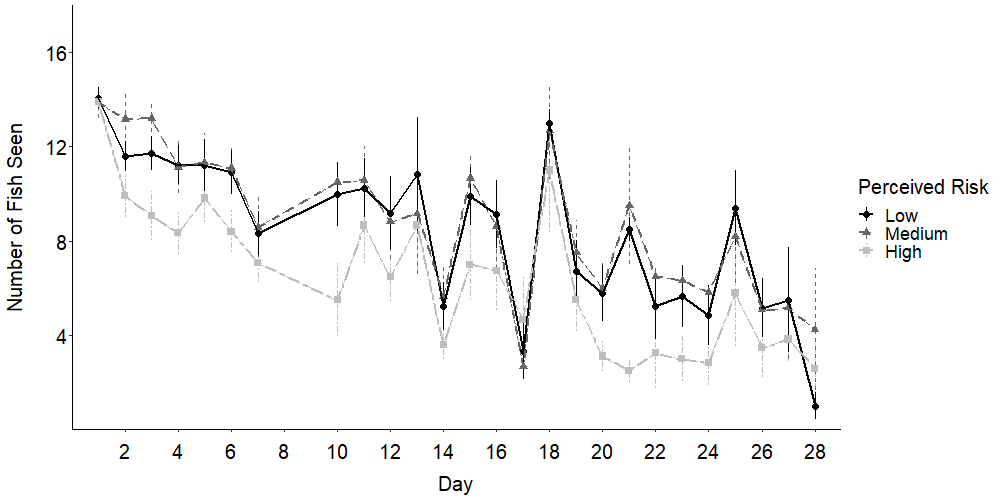 Number of Fish Seen
16
12
8
4
2 4 6 8 10 12 14 16 18 20 22 24 26 28
Day
Perceived Risk
Low
Medium
High